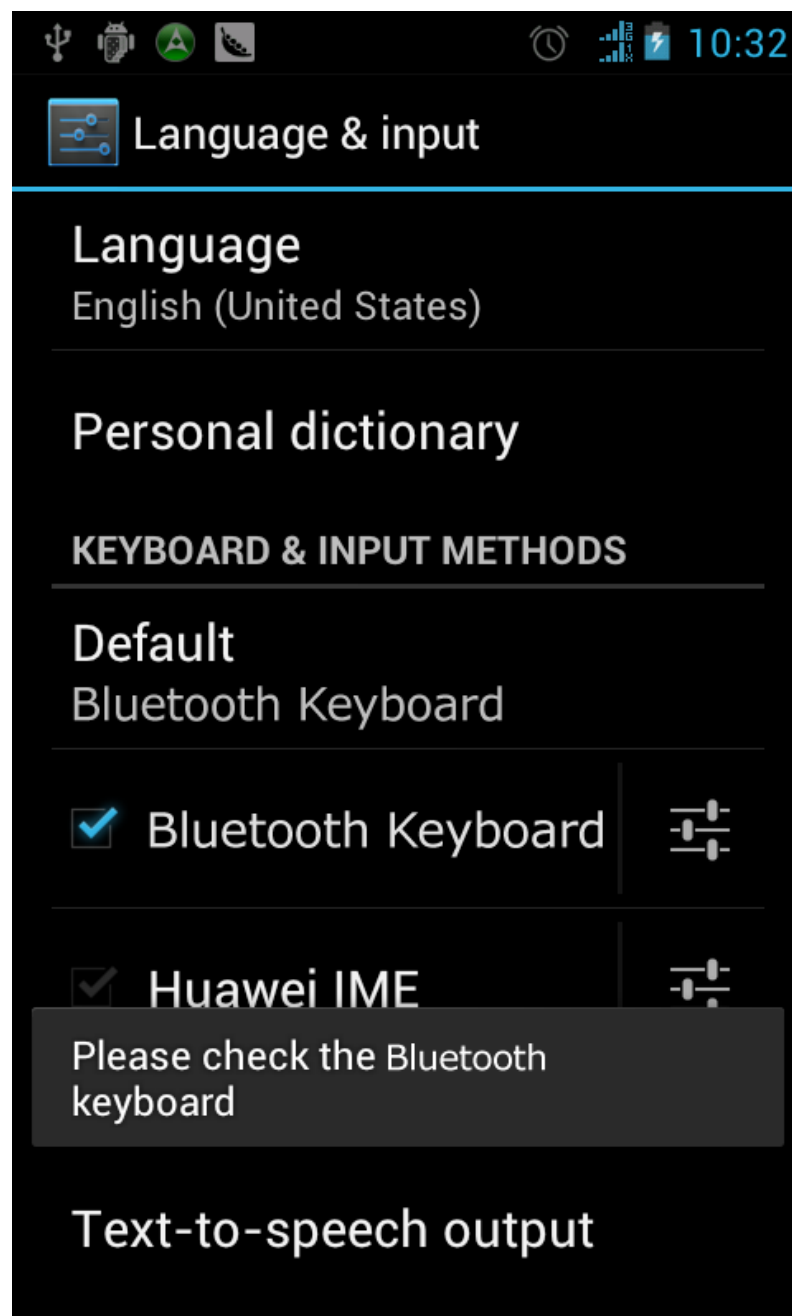 10:32
Language & input
Language
English (United States)
Personal dictionary
KEYBOARD & INPUT METHODS
Default
Bluetooth Keyboard
Bluetooth Keyboard
Huawei IME
Please check the Bluetooth
keyboard
Text-to-speech output